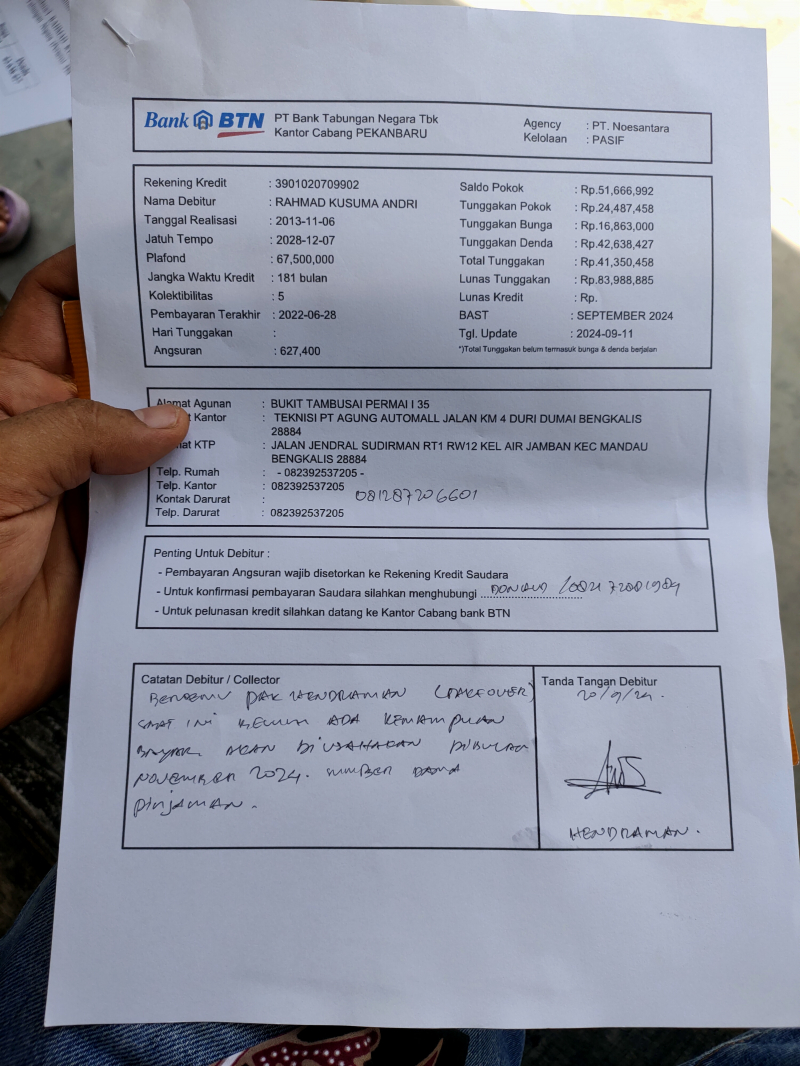 Bank BTN
PT Bank Tabungan Negara Tbk
Kantor Cabang PEKANBARU
Agency : PT. Noesantara
Kelolaan : PASIF
Rekening Kredit : 3901020709902
Nama Debitur : RAHMAD KUSUMA ANDRI
Tanggal Realisasi : 2013-11-06
Jatuh Tempo : 2028-12-07
Plafond : 67,500,000
Jangka Waktu Kredit : 181 bulan
Kolektibilitas : 5
Pembayaran Terakhir : 2022-06-28
Hari Tunggakan :
Angsuran : 627,400
Saldo Pokok : Rp.51,666,992
Tunggakan Pokok : Rp.24,487,458
Tunggakan Bunga : Rp.16,863,000
Tunggakan Denda : Rp.42,638,427
Total Tunggakan : Rp.41,350,458
Lunas Tunggakan : Rp.83,988,885
Lunas Kredit : Rp.
BAST : SEPTEMBER 2024
Tgl. Update : 2024-09-11
*)Total Tunggakan belum termasuk bunga & denda berjalan
Alamat Agunan : BUKIT TAMBUSAI PERMAI I 35
Kantor : TEKNISI PT AGUNG AUTOMALL JALAN KM 4 DURI DUMAI BENGKALIS
28884
KTP : JALAN JENDRAL SUDIRMAN RT1 RW12 KEL AIR JAMBAN KEC MANDAU
BENGKALIS 28884
Telp. Rumah : - 082392537205 -
Telp. Kantor : 082392537205
Kontak Darurat : 081287206601
Telp. Darurat : 082392537205
Penting Untuk Debitur :
- Pembayaran Angsuran wajib disetorkan ke Rekening Kredit Saudara
- Untuk konfirmasi pembayaran Saudara silahkan menghubungi DONALD
- Untuk pelunasan kredit silahkan datang ke Kantor Cabang bank BTN
Catatan Debitur / Collector
BERTEMU PAK HENDRAMAN (TAKEOVER)
SAAT INI BELUM ADA KEMAMPUAN
BAYAR. AKAN DIUSAHAKAN DIBULAN
NOVEMBER 2024. SUMBER DANA
PINJAMAN.
Tanda Tangan Debitur
20/9/24.
HENDRAMAN.